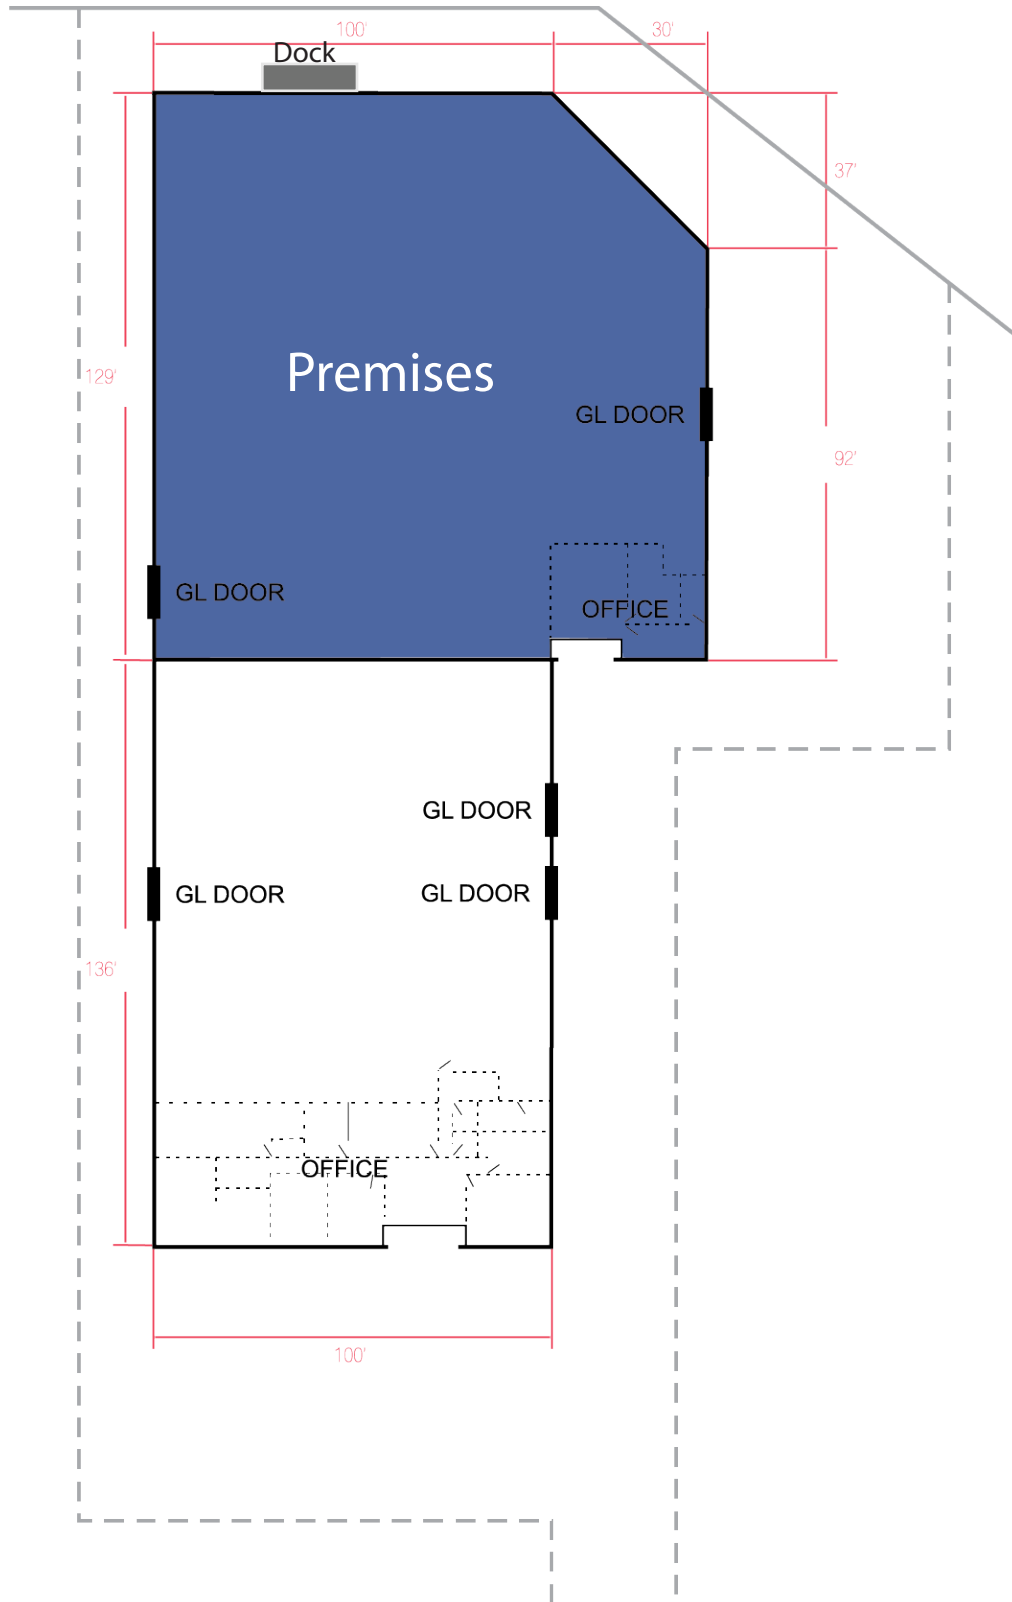 100'
30'
Dock
37'
Premises
129'
GL DOOR
92'
GL DOOR
OFFICE
GL DOOR
GL DOOR
GL DOOR
136'
OFFICE
100'